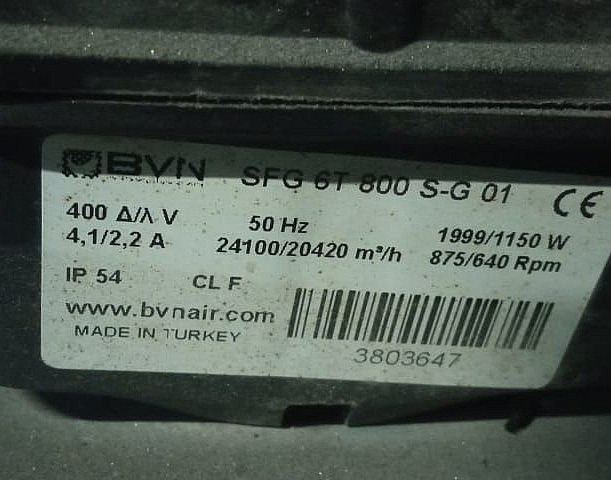 BVN SFG 6T 800 S-G 01 CE
400 Δ/λ V 50 Hz 1999/1150 W
4,1/2,2 A 24100/20420 m³/h 875/640 Rpm
IP 54 CL F
www.bvnair.com
MADE IN TURKEY
3803647